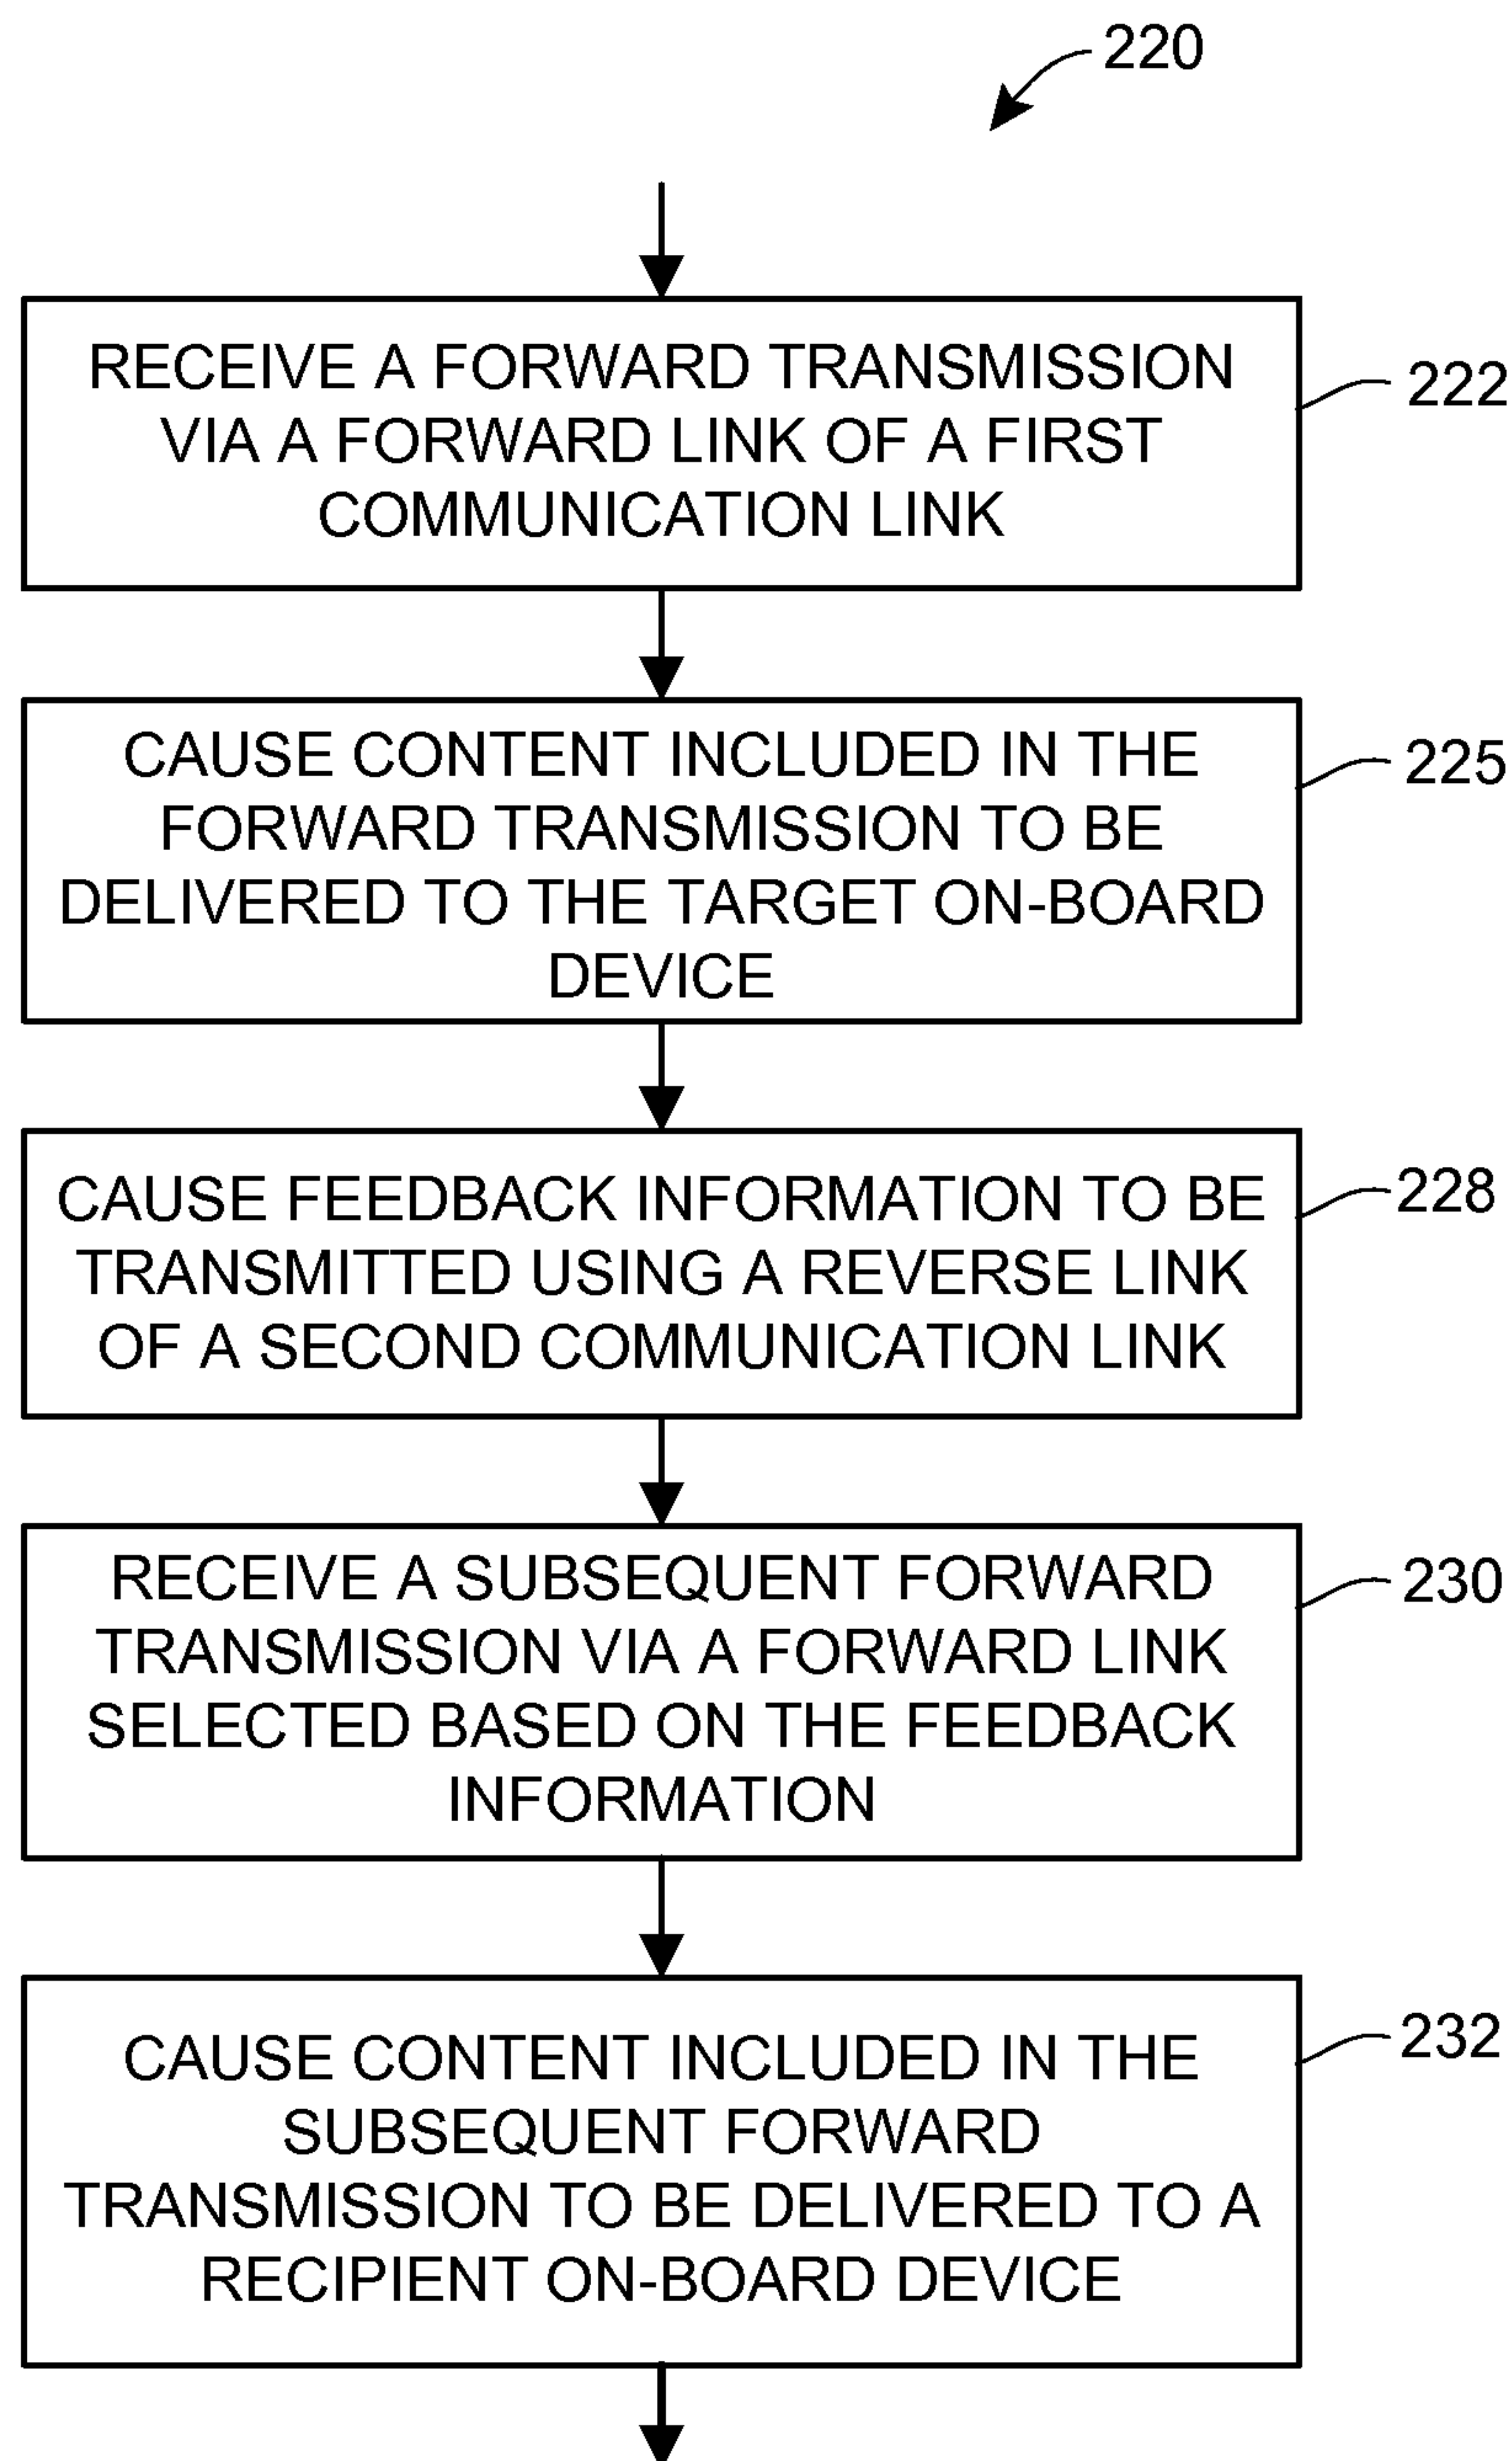 220
RECEIVE A FORWARD TRANSMISSION
VIA A FORWARD LINK OF A FIRST
COMMUNICATION LINK
222
CAUSE CONTENT INCLUDED IN THE
FORWARD TRANSMISSION TO BE
DELIVERED TO THE TARGET ON-BOARD
DEVICE
225
CAUSE FEEDBACK INFORMATION TO BE
TRANSMITTED USING A REVERSE LINK
OF A SECOND COMMUNICATION LINK
228
RECEIVE A SUBSEQUENT FORWARD
TRANSMISSION VIA A FORWARD LINK
SELECTED BASED ON THE FEEDBACK
INFORMATION
230
CAUSE CONTENT INCLUDED IN THE
SUBSEQUENT FORWARD
TRANSMISSION TO BE DELIVERED TO A
RECIPIENT ON-BOARD DEVICE
232